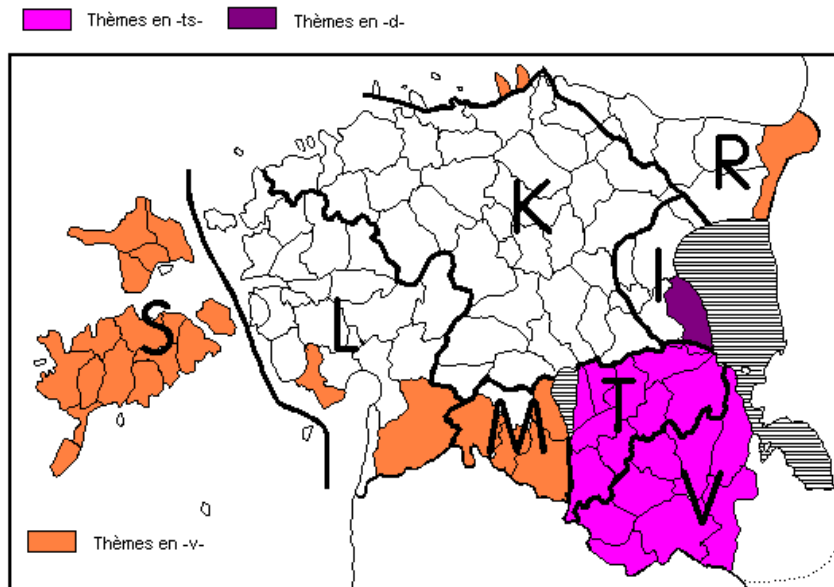 Thèmes en -ts- Thèmes en -d-
R
K
I
S
L
T
M
V
Thèmes en -v-